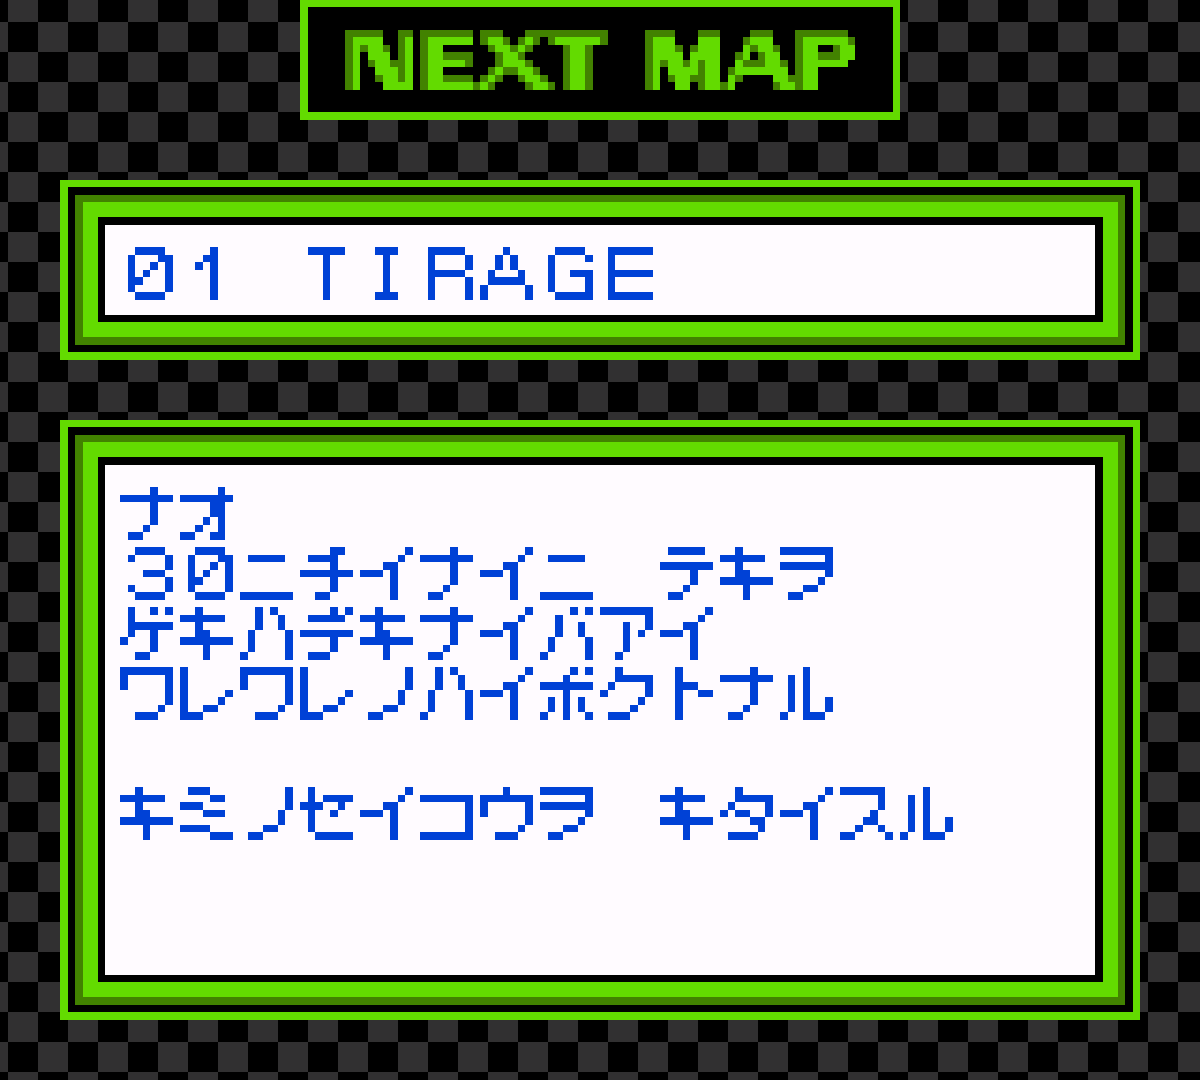 NEXT MAP
01 TIRAGE
ナオ
30ニチイナイニ テキヲ
ゲキハデキナイバアイ
ワレワレノハイボクトナル
キミノセイコウヲ キタイスル